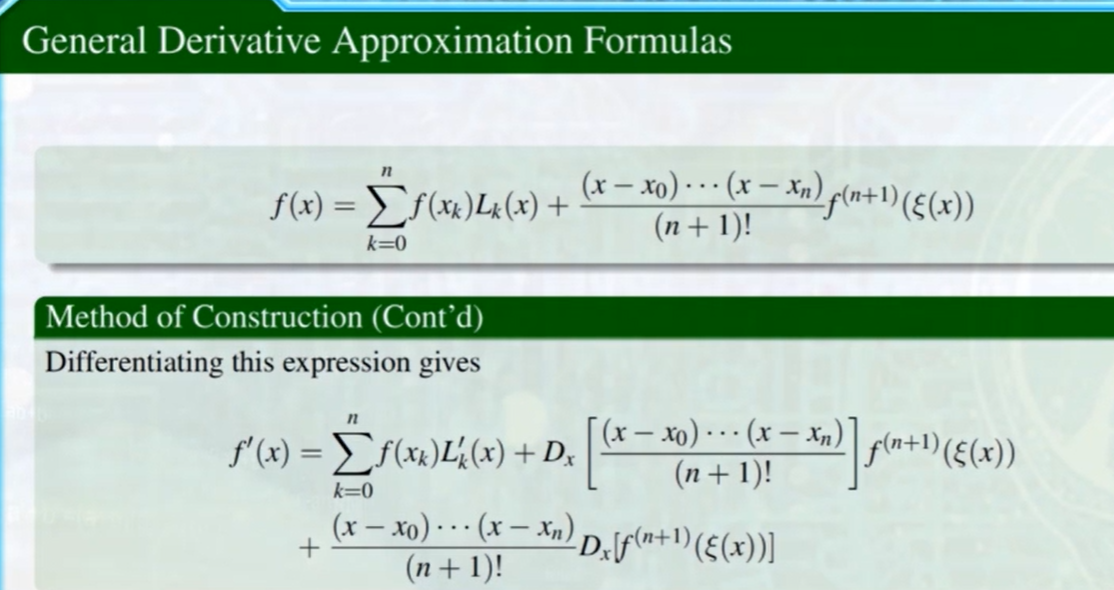 General Derivative Approximation Formulas
f(x) = \sum_{k=0}^{n} f(x_k)L_k(x) + \frac{(x - x_0) \cdots (x - x_n)}{(n + 1)!} f^{(n+1)}(\xi(x))
Method of Construction (Cont'd)
Differentiating this expression gives
f'(x) = \sum_{k=0}^{n} f(x_k)L'_k(x) + D_x \left[ \frac{(x - x_0) \cdots (x - x_n)}{(n + 1)!} \right] f^{(n+1)}(\xi(x))
+ \frac{(x - x_0) \cdots (x - x_n)}{(n + 1)!} D_x[f^{(n+1)}(\xi(x))]